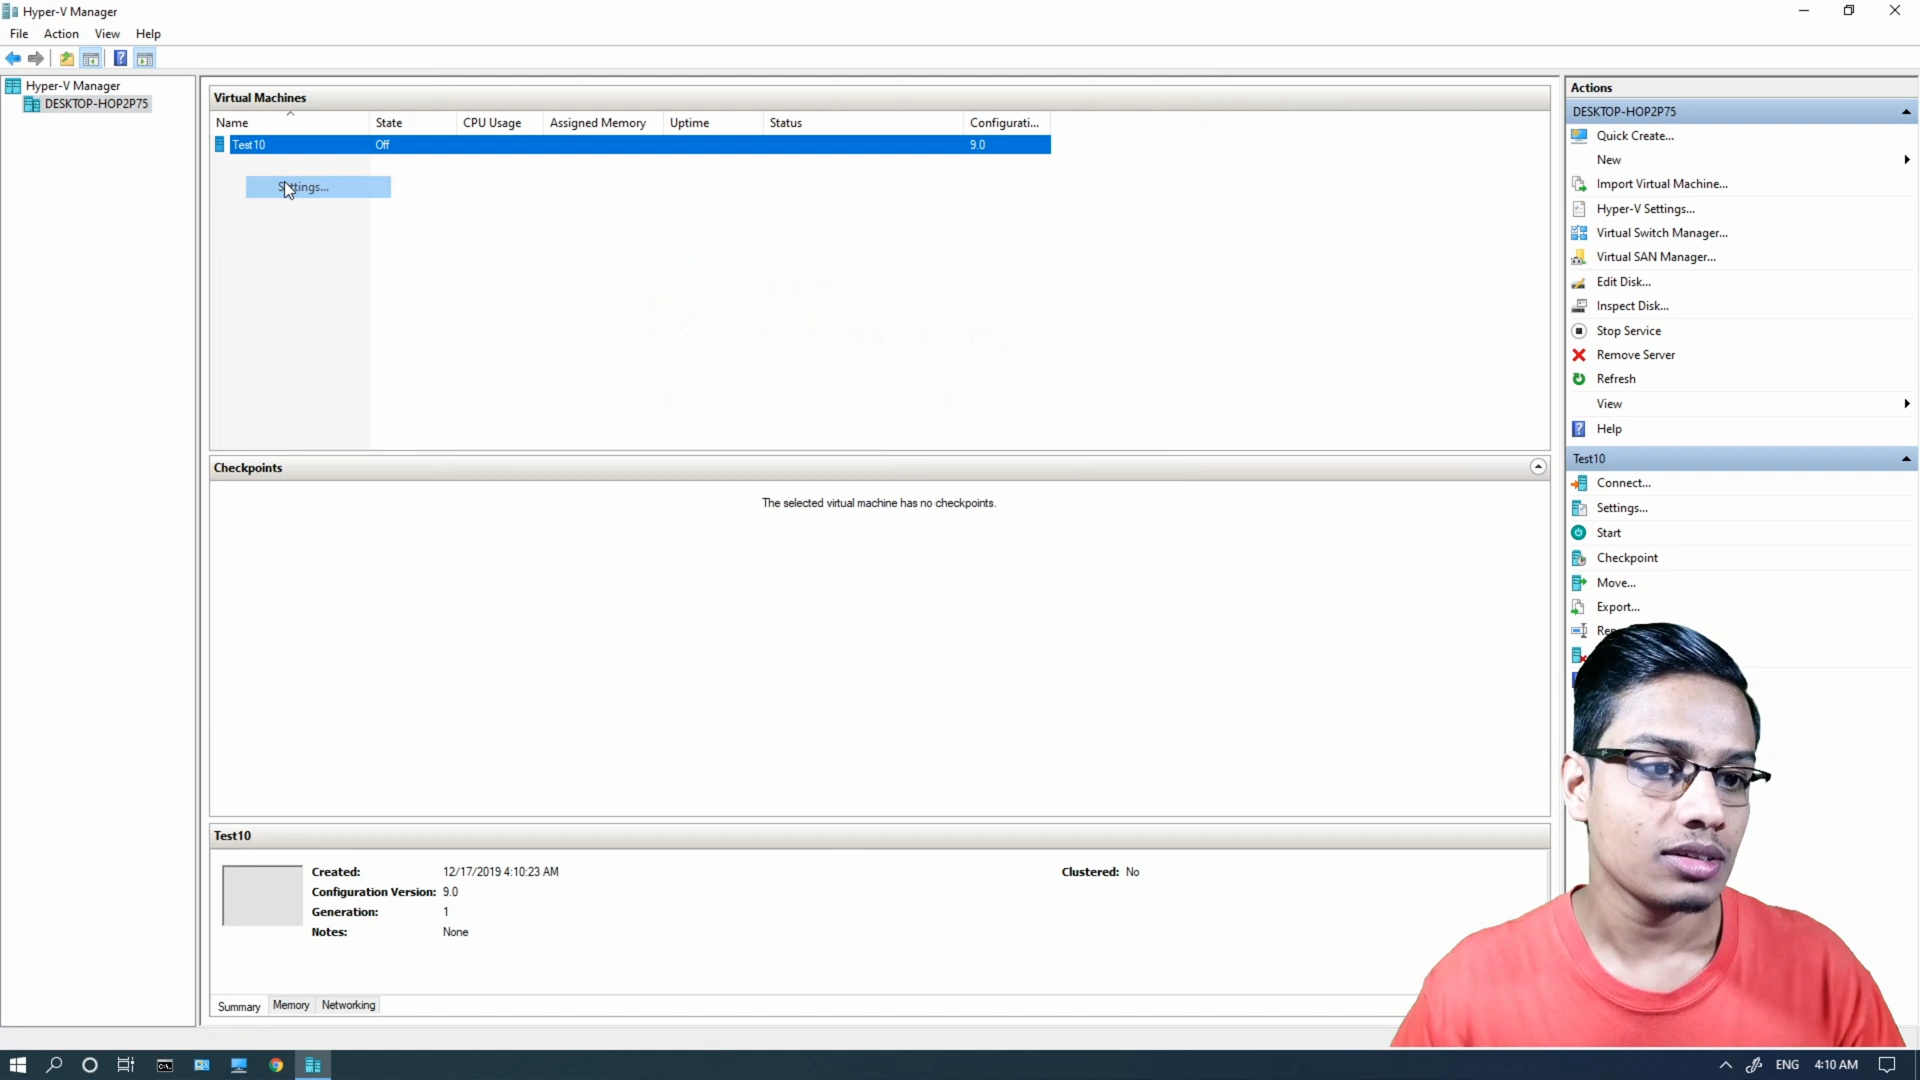 Hyper-V Manager
File Action View Help
Hyper-V Manager
DESKTOP-HOP2P75
Virtual Machines
Name State CPU Usage Assigned Memory Uptime Status Configurati...
Test10 Off 9.0
Settings...
Checkpoints
The selected virtual machine has no checkpoints.
Test10
Created: 12/17/2019 4:10:23 AM Clustered: No
Configuration Version: 9.0
Generation: 1
Notes: None
Summary Memory Networking
Actions
DESKTOP-HOP2P75
Quick Create...
New
Import Virtual Machine...
Hyper-V Settings...
Virtual Switch Manager...
Virtual SAN Manager...
Edit Disk...
Inspect Disk...
Stop Service
Remove Server
Refresh
View
Help
Test10
Connect...
Settings...
Start
Checkpoint
Move...
Export...
ENG 4:10 AM